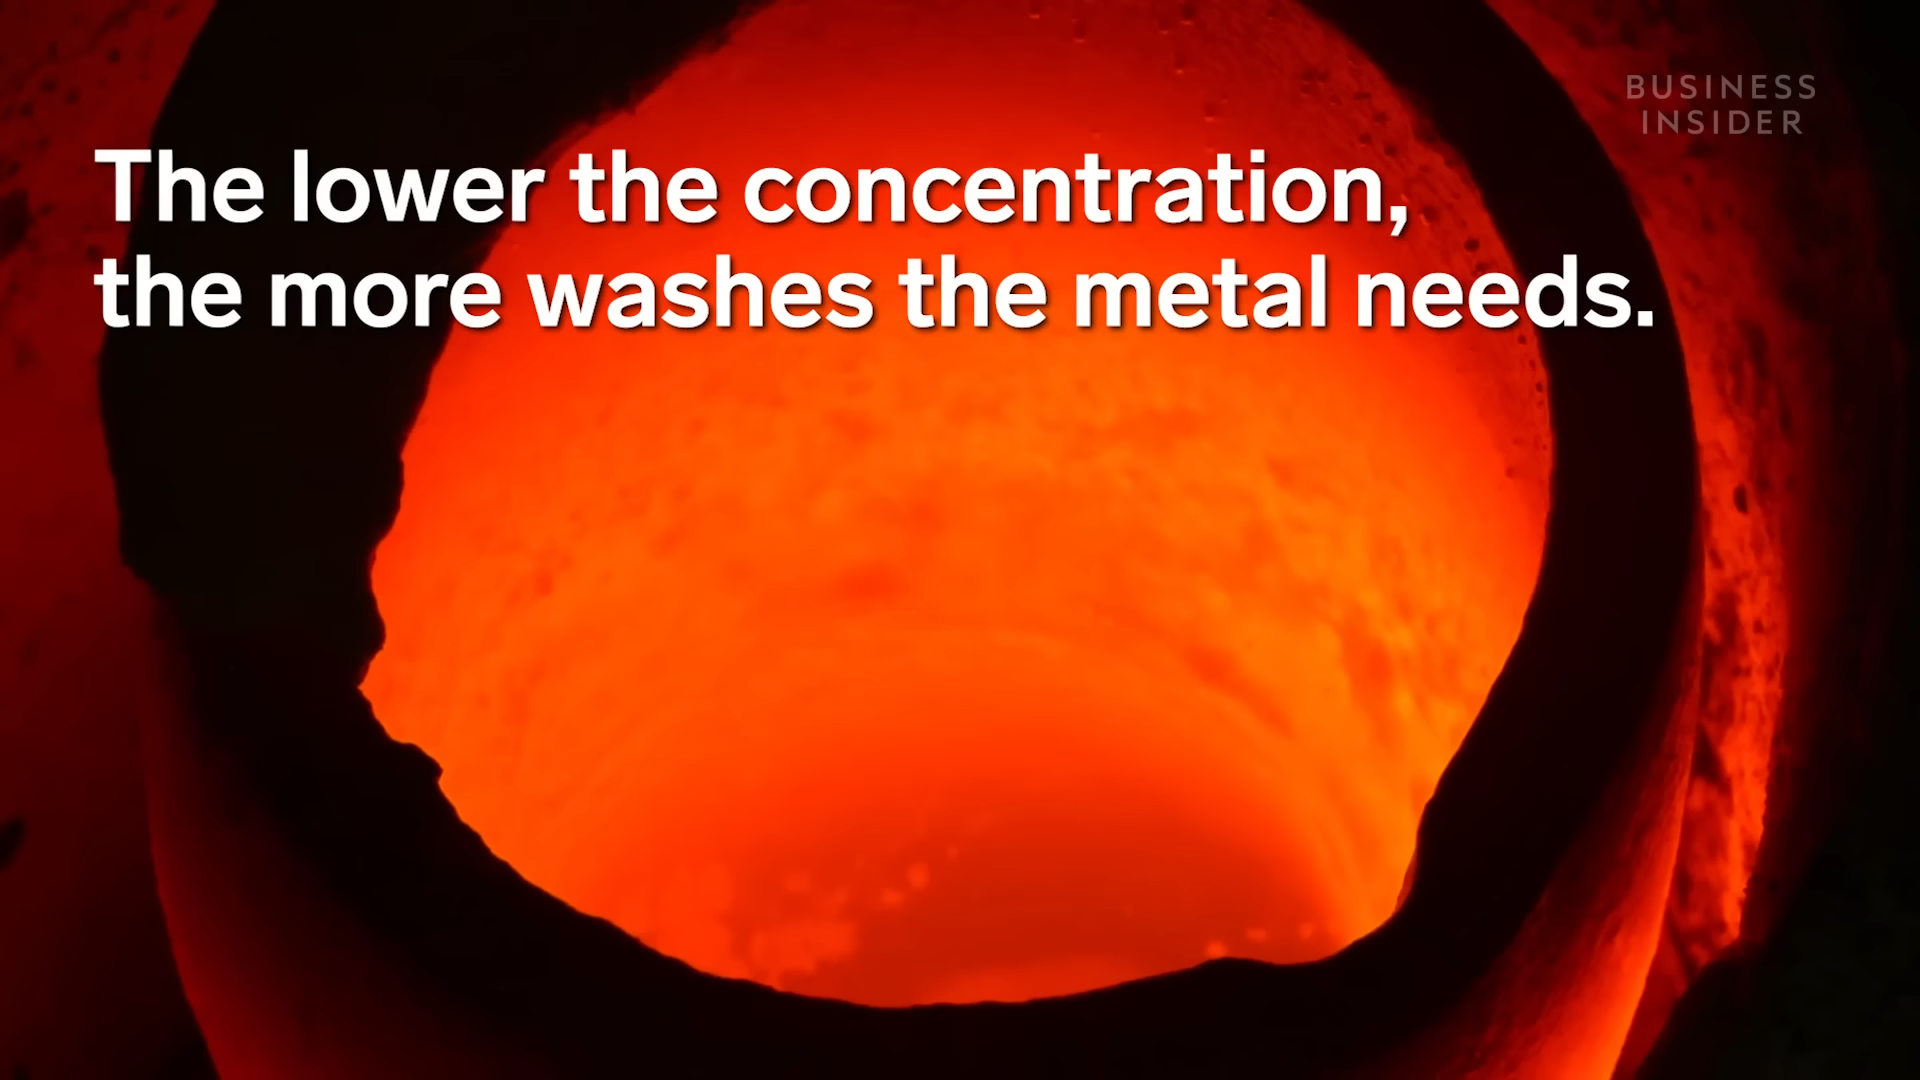 BUSINESS
INSIDER
The lower the concentration,
the more washes the metal needs.